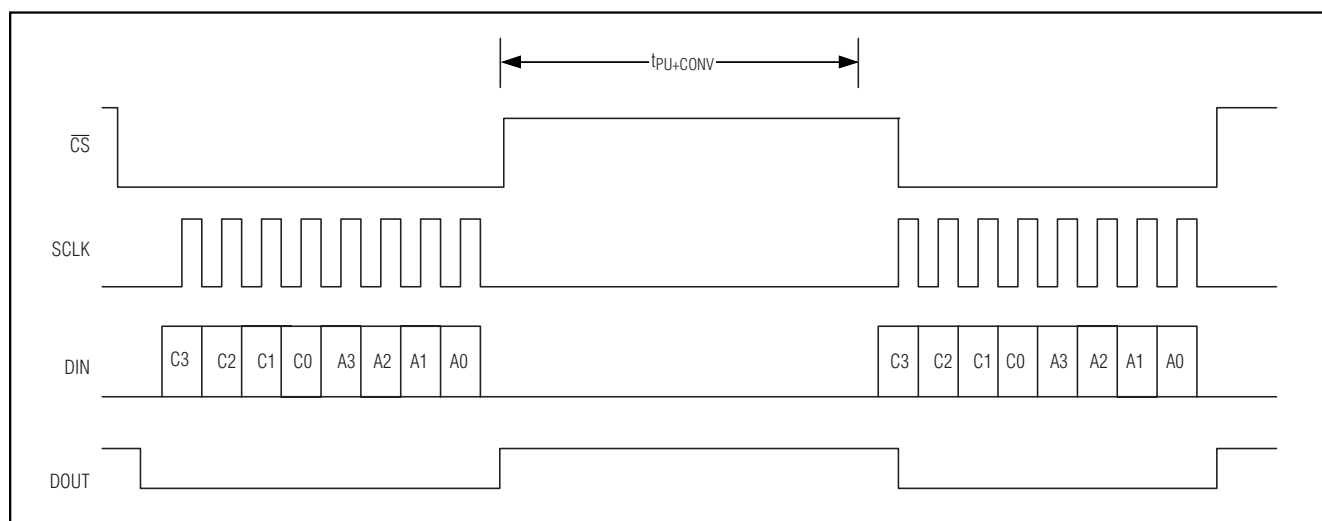 tPU+CONV
CS
SCLK
DIN
C3 C2 C1 C0 A3 A2 A1 A0
C3 C2 C1 C0 A3 A2 A1 A0
DOUT